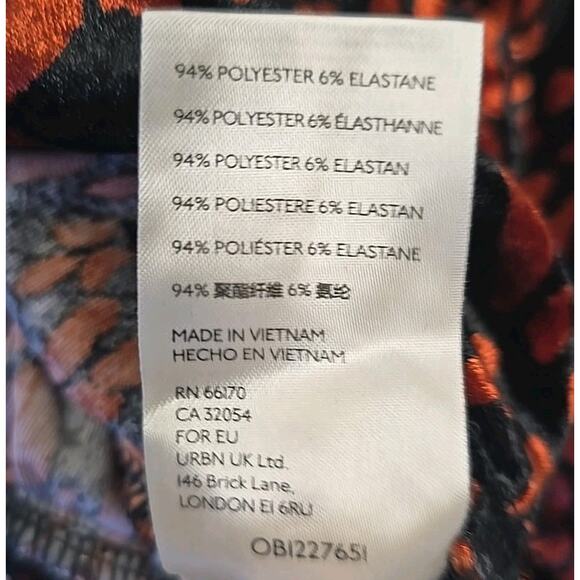 94% POLYESTER 6% ELASTANE
94% POLYESTER 6% ÉLASTHANNE
94% POLYESTER 6% ELASTAN
94% POLIESTERE 6% ELASTAN
94% POLIÉSTER 6% ELASTANE
94% 聚酯纤维 6% 氨纶
MADE IN VIETNAM
HECHO EN VIETNAM
RN 66170
CA 32054
FOR EU
URBN UK Ltd.
146 Brick Lane,
LONDON E1 6RU
OB1227651